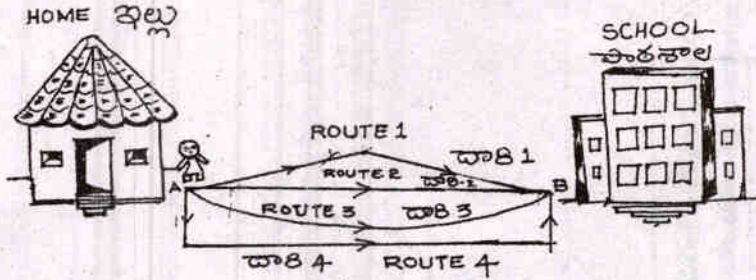 HOME ఇల్లు
SCHOOL
పాఠశాల
ROUTE 1 దారి 1
ROUTE 2 దారి-2
A B
ROUTE 3 దారి 3
దారి 4 ROUTE 4